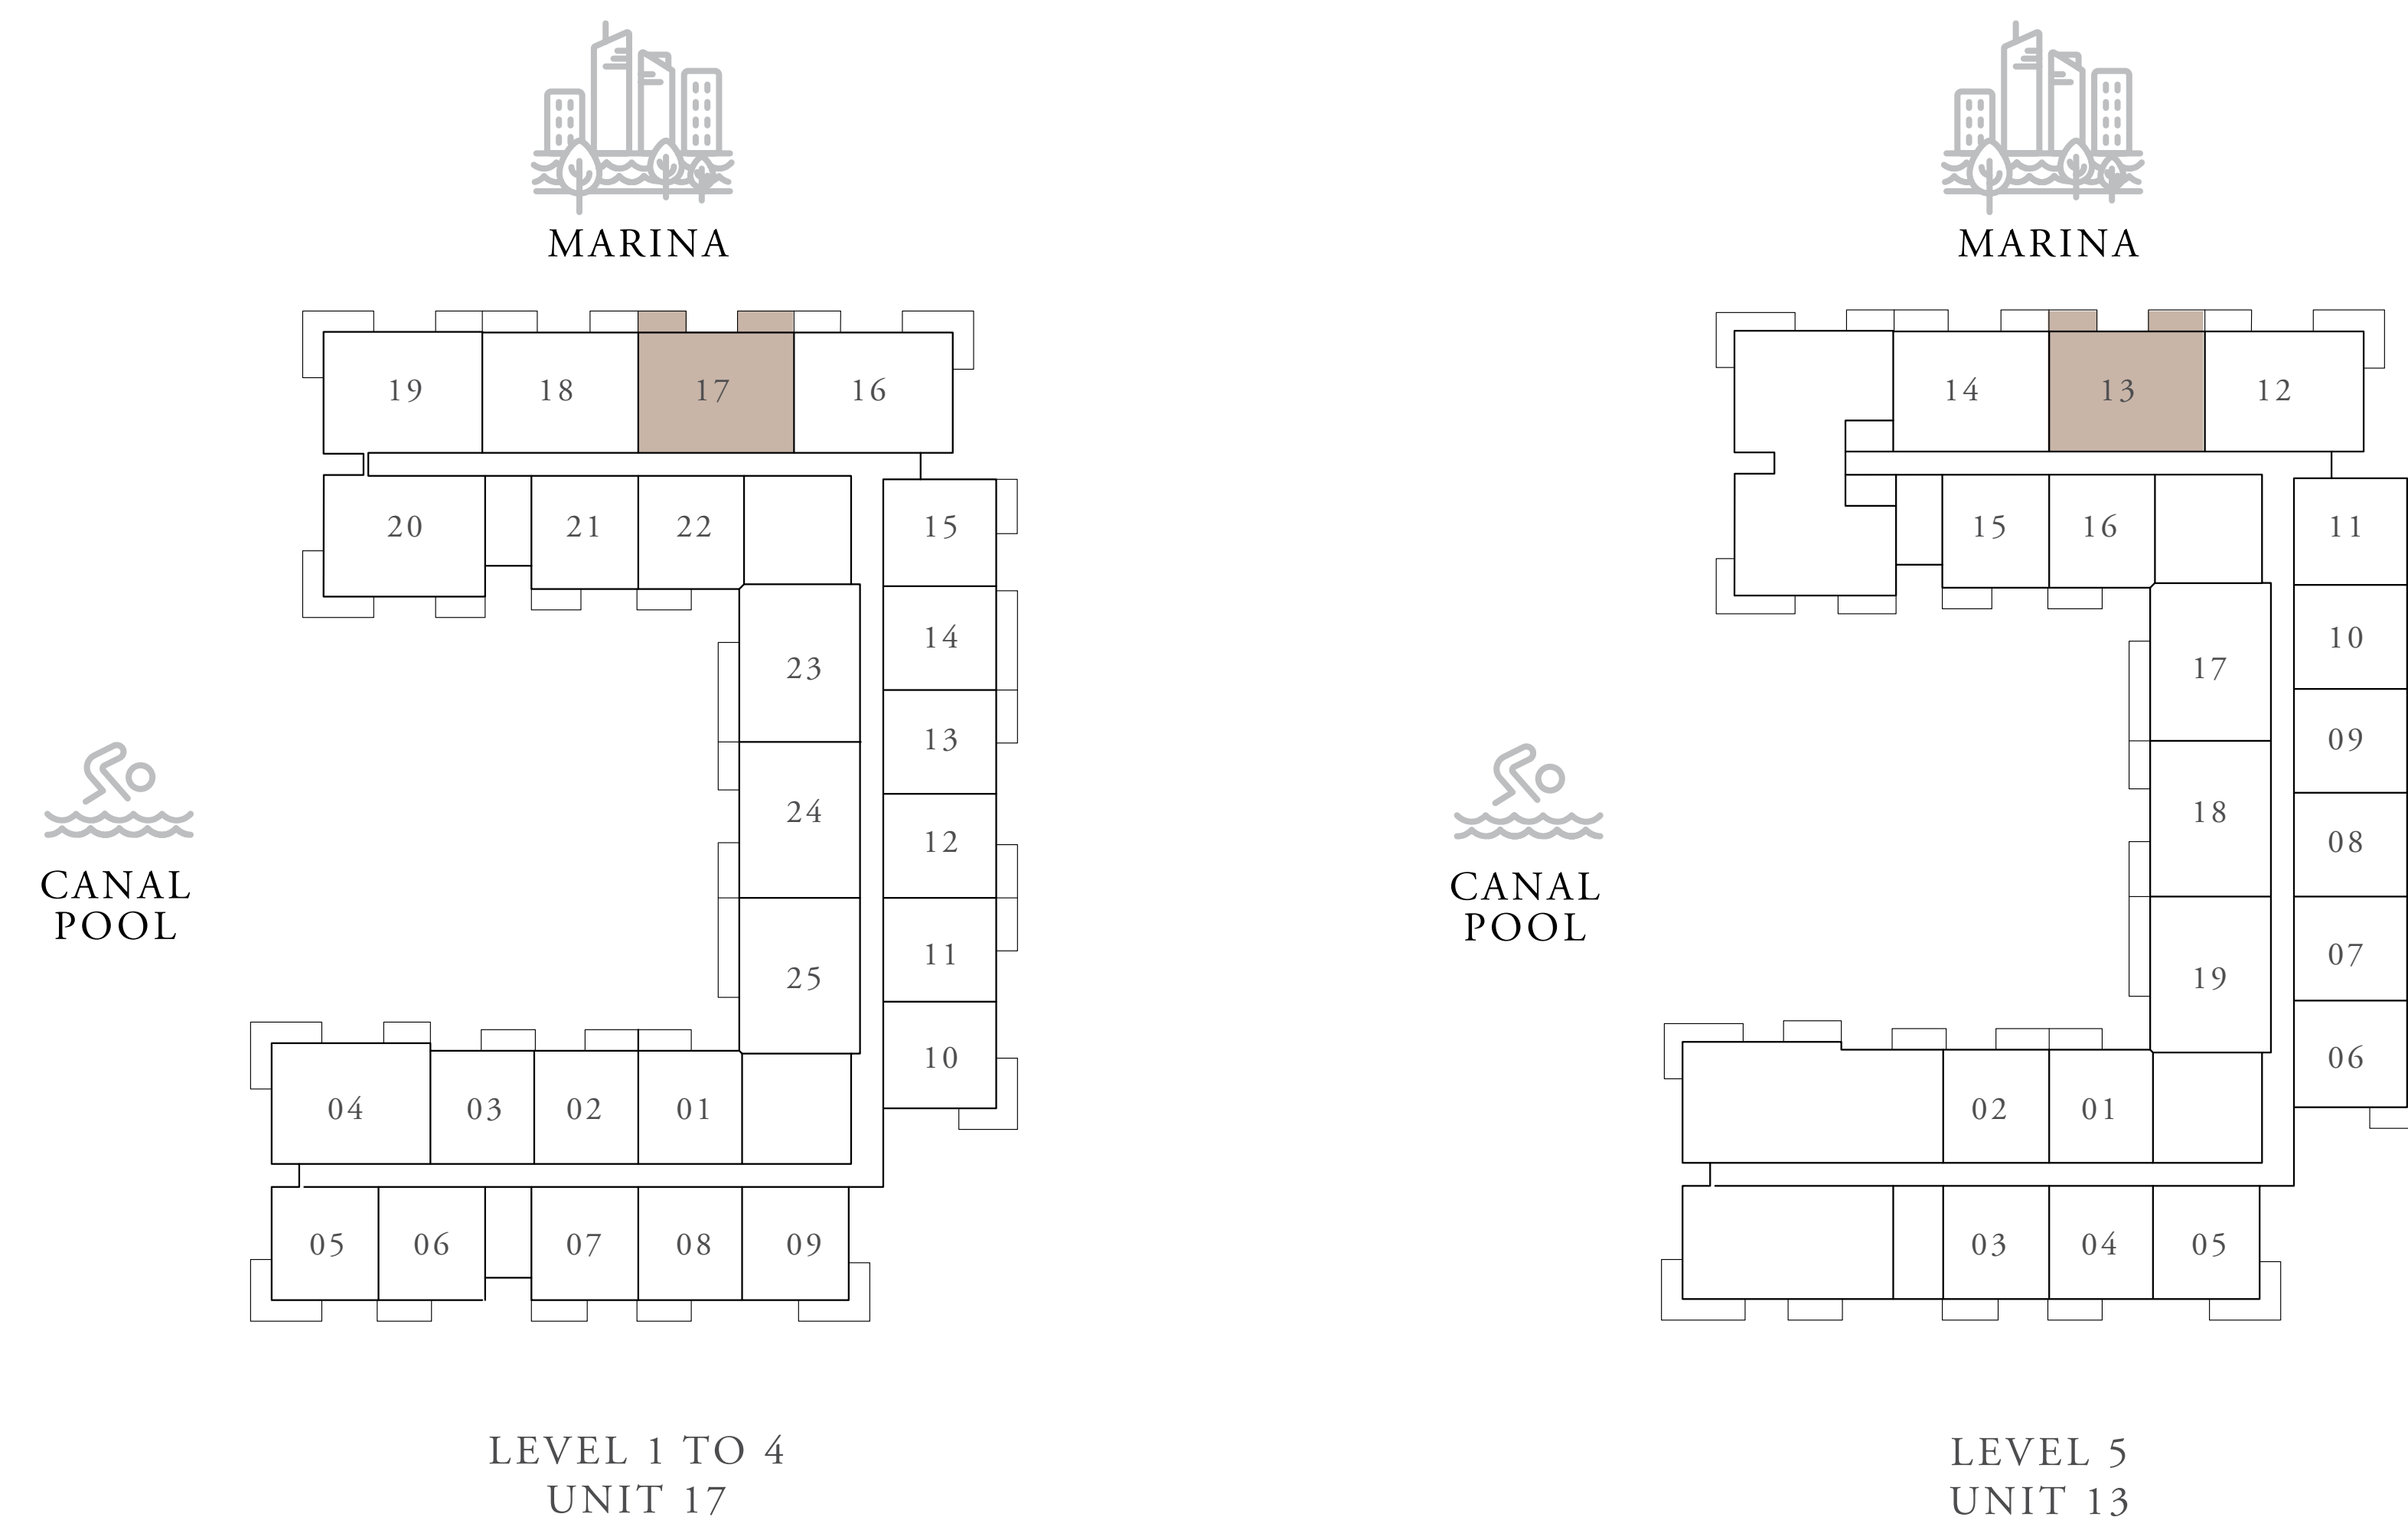 MARINA
19 18 17 16
20 21 22 15
14
23
13
24
12
25
11
10
04 03 02 01
05 06 07 08 09
CANAL
POOL
LEVEL 1 TO 4
UNIT 17
MARINA
14 13 12
15 16 11
10
17
09
18
08
19
07
06
02 01
03 04 05
CANAL
POOL
LEVEL 5
UNIT 13